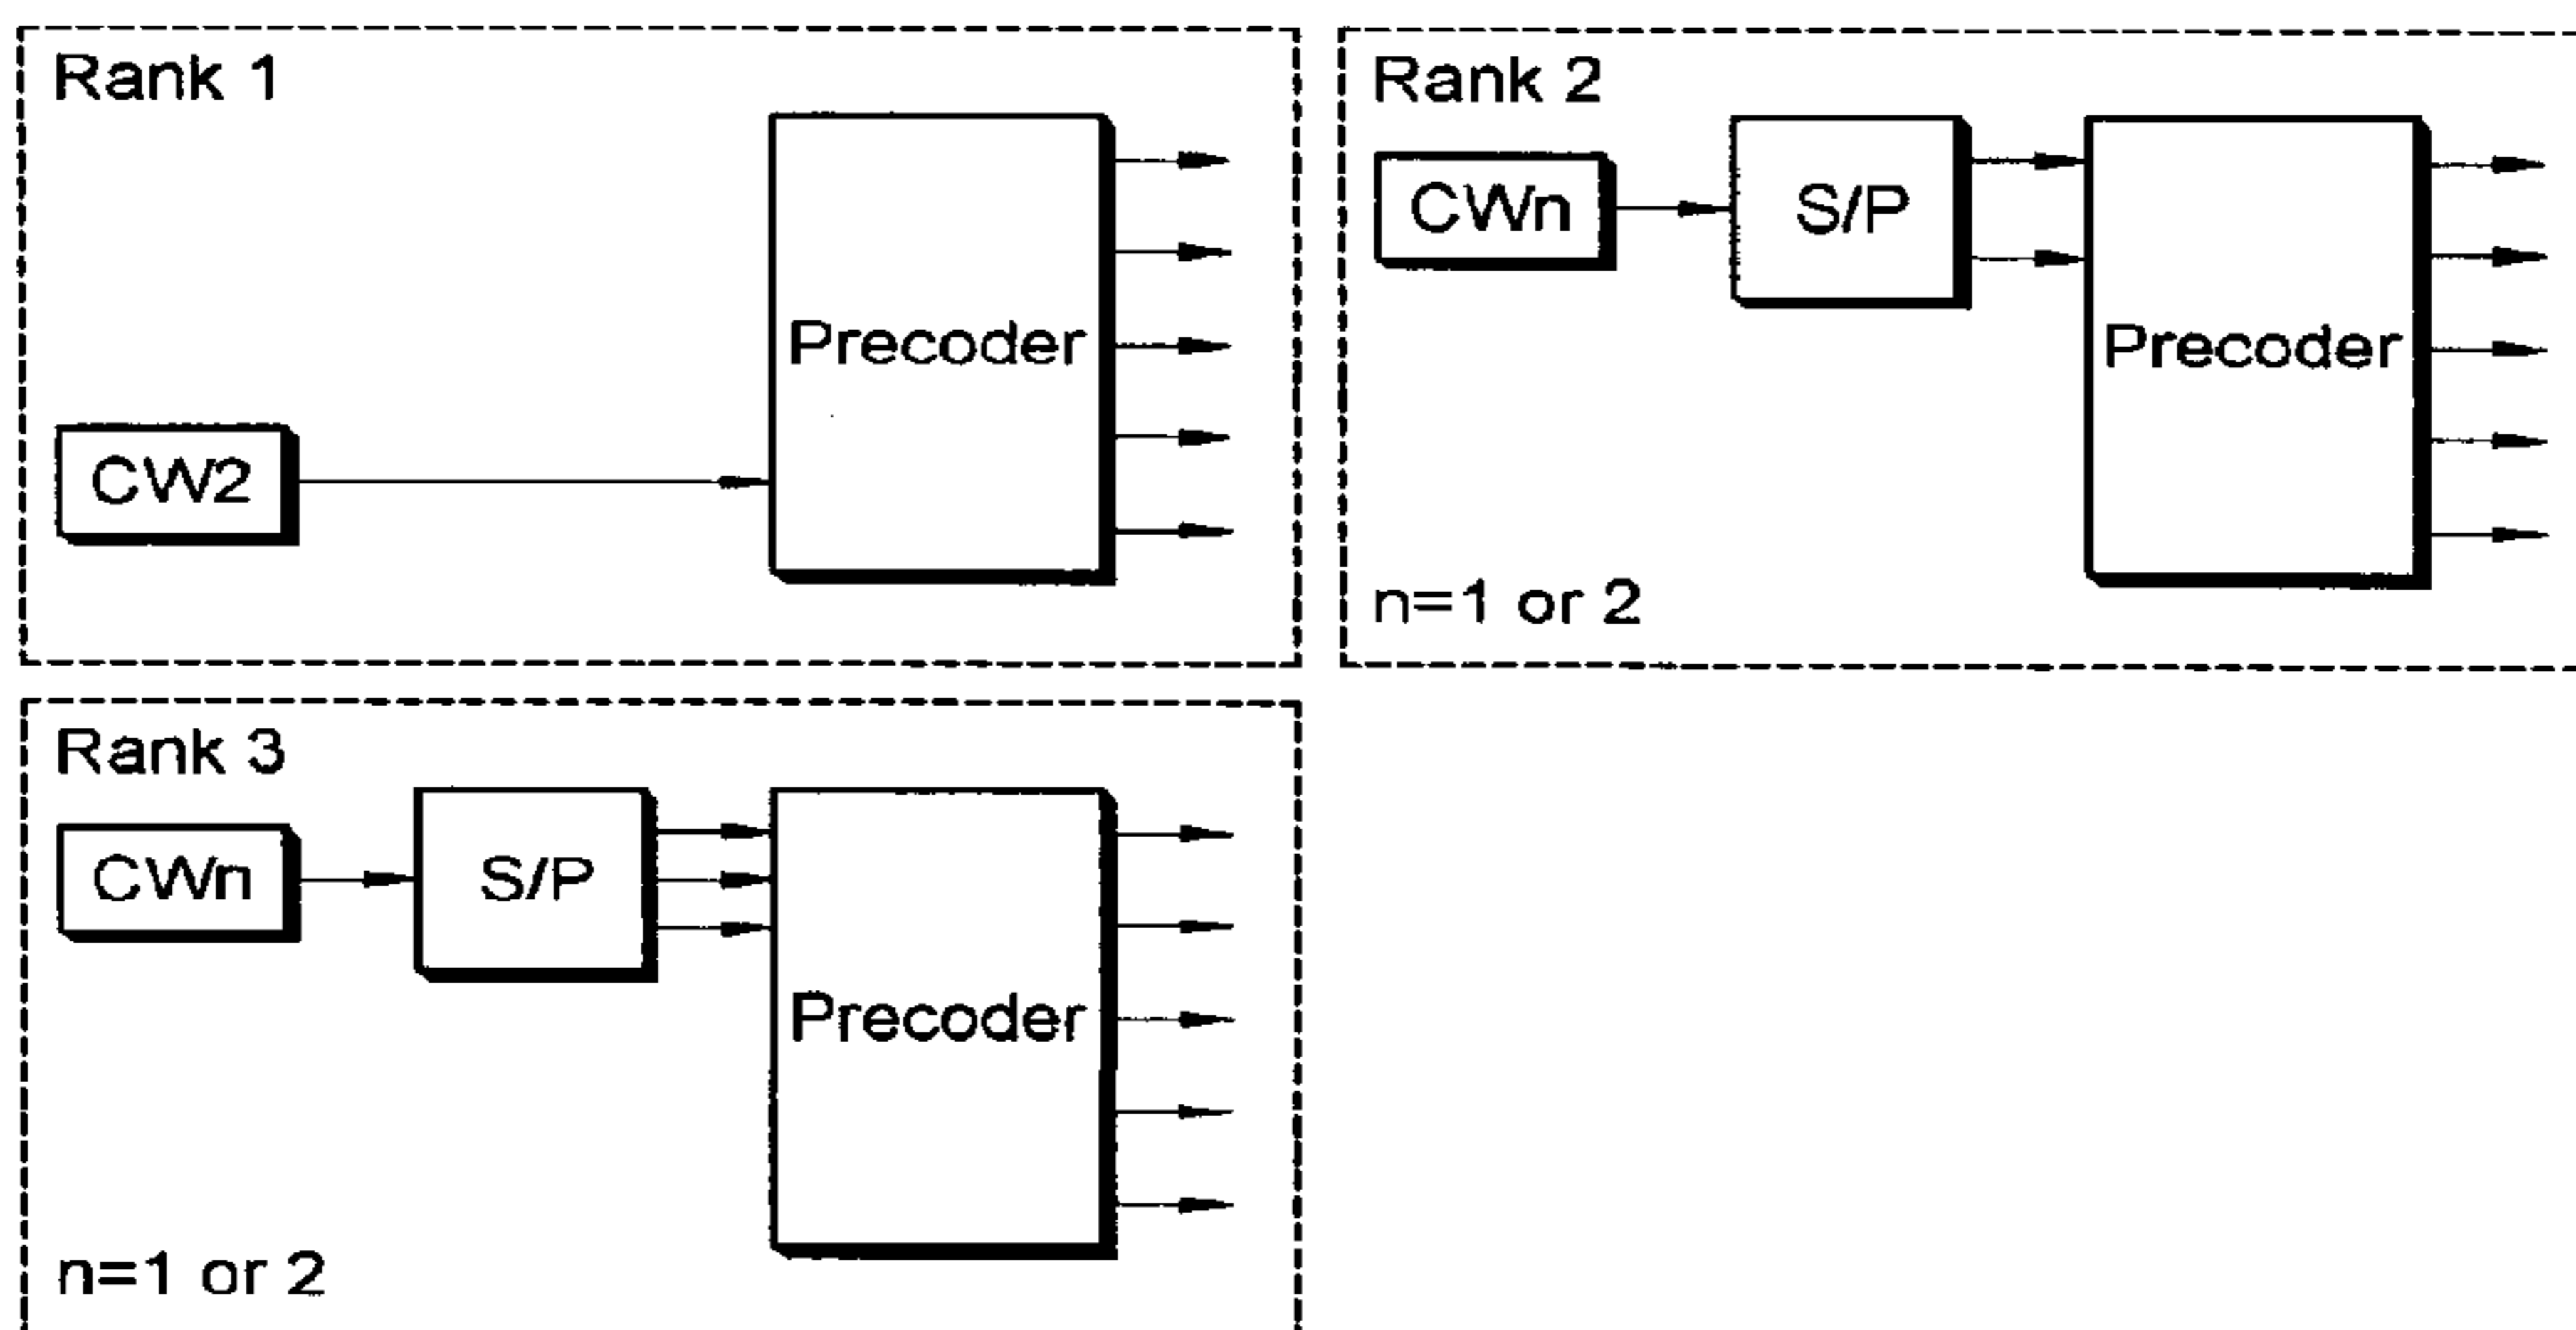 Rank 1
Precoder
CW2
Rank 2
CWn
S/P
Precoder
n=1 or 2
Rank 3
CWn
S/P
Precoder
n=1 or 2